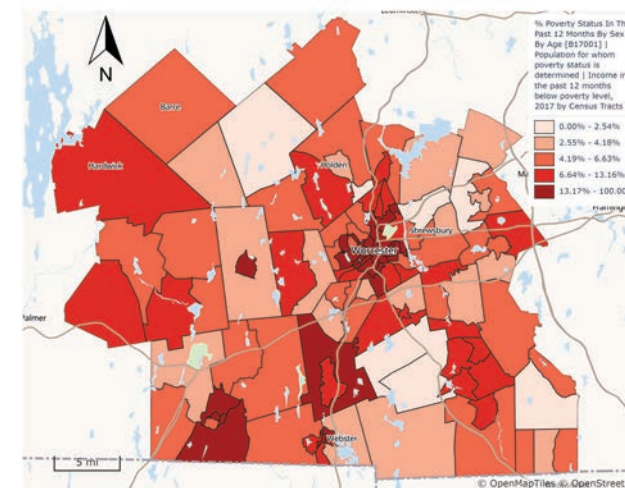 % Poverty Status In Th
Past 12 Months By Sex
By Age [B17001] |
Population for whom
poverty status is
determined | Income in
the past 12 months
below poverty level,
2017 by Census Tracts
0.00% - 2.54%
2.55% - 4.18%
4.19% - 6.63%
6.64% - 13.16%
13.17% - 100.00
N
Barre
Hardwick
Holden
Shrewsbury
Worcester
Palmer
Webster
5 mi
© OpenMapTiles © OpenStreet